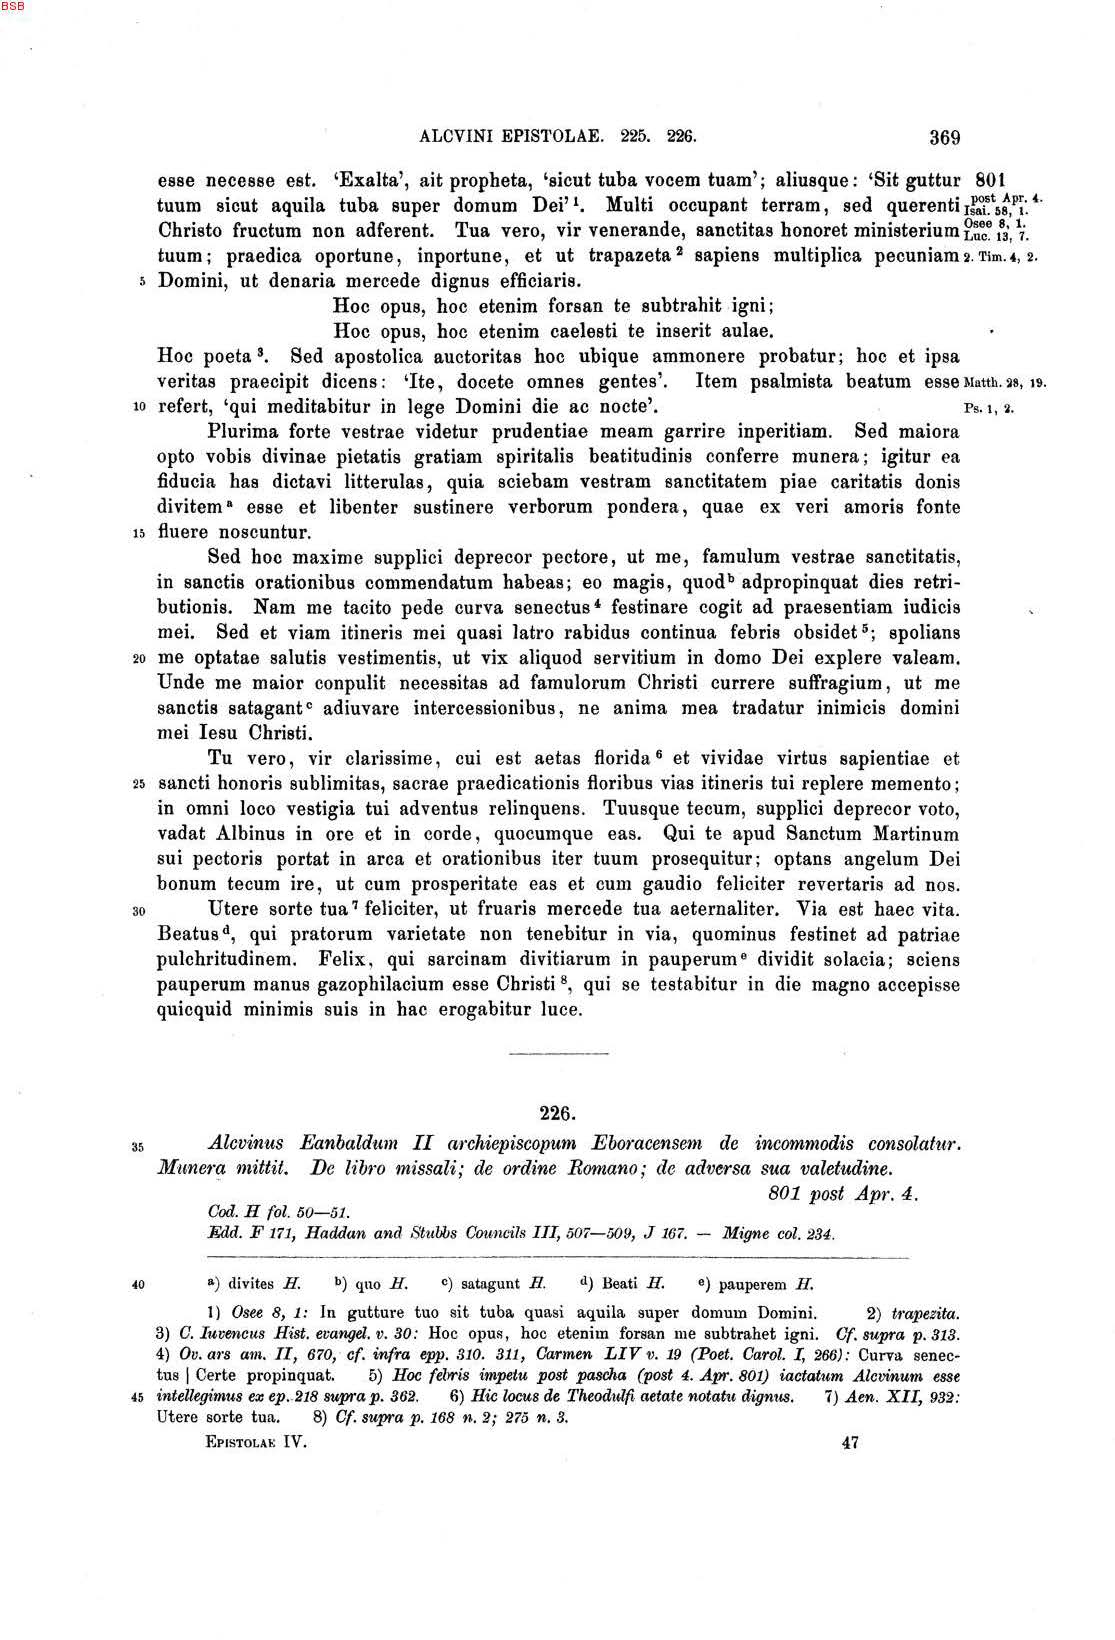 BSB
ALCVINI EPISTOLAE. 225. 226. 369
esse necesse est. ‘Exalta’, ait propheta, ‘sicut tuba vocem tuam’; aliusque: ‘Sit guttur 801
tuum sicut aquila tuba super domum Dei’¹. Multi occupant terram, sed querenti post Apr. 4. Isai. 58, 1.
Christo fructum non adferent. Tua vero, vir venerande, sanctitas honoret ministerium Osee 8, 1. Luc. 13, 7.
tuum; praedica oportune, inportune, et ut trapazeta² sapiens multiplica pecuniam 2. Tim. 4, 2.
5 Domini, ut denaria mercede dignus efficiaris.
Hoc opus, hoc etenim forsan te subtrahit igni;
Hoc opus, hoc etenim caelesti te inserit aulae.
Hoc poeta³. Sed apostolica auctoritas hoc ubique ammonere probatur; hoc et ipsa
veritas praecipit dicens: ‘Ite, docete omnes gentes’. Item psalmista beatum esse Matth. 28, 19.
10 refert, ‘qui meditabitur in lege Domini die ac nocte’. Ps. 1, 2.
Plurima forte vestrae videtur prudentiae meam garrire inperitiam. Sed maiora
opto vobis divinae pietatis gratiam spiritalis beatitudinis conferre munera; igitur ea
fiducia has dictavi litterulas, quia sciebam vestram sanctitatem piae caritatis donis
divitemᵃ esse et libenter sustinere verborum pondera, quae ex veri amoris fonte
15 fluere noscuntur.
Sed hoc maxime supplici deprecor pectore, ut me, famulum vestrae sanctitatis,
in sanctis orationibus commendatum habeas; eo magis, quodᵇ adpropinquat dies retri-
butionis. Nam me tacito pede curva senectus⁴ festinare cogit ad praesentiam iudicis
mei. Sed et viam itineris mei quasi latro rabidus continua febris obsidet⁵; spolians
20 me optatae salutis vestimentis, ut vix aliquod servitium in domo Dei explere valeam.
Unde me maior conpulit necessitas ad famulorum Christi currere suffragium, ut me
sanctis satagantᶜ adiuvare intercessionibus, ne anima mea tradatur inimicis domini
mei Iesu Christi.
Tu vero, vir clarissime, cui est aetas florida⁶ et vividae virtus sapientiae et
25 sancti honoris sublimitas, sacrae praedicationis floribus vias itineris tui replere memento;
in omni loco vestigia tui adventus relinquens. Tuusque tecum, supplici deprecor voto,
vadat Albinus in ore et in corde, quocumque eas. Qui te apud Sanctum Martinum
sui pectoris portat in arca et orationibus iter tuum prosequitur; optans angelum Dei
bonum tecum ire, ut cum prosperitate eas et cum gaudio feliciter revertaris ad nos.
30 Utere sorte tua⁷ feliciter, ut fruaris mercede tua aeternaliter. Via est haec vita.
Beatusᵈ, qui pratorum varietate non tenebitur in via, quominus festinet ad patriae
pulchritudinem. Felix, qui sarcinam divitiarum in pauperumᵉ dividit solacia; sciens
pauperum manus gazophilacium esse Christi⁸, qui se testabitur in die magno accepisse
quicquid minimis suis in hac erogabitur luce.
226.
35 Alcvinus Eanbaldum II archiepiscopum Eboracensem de incommodis consolatur.
Munera mittit. De libro missali; de ordine Romano; de adversa sua valetudine.
801 post Apr. 4.
Cod. H fol. 50—51.
Edd. F 171, Haddan and Stubbs Councils III, 507—509, J 167. — Migne col. 234.
40 ᵃ) divites H. ᵇ) quo H. ᶜ) satagunt H. ᵈ) Beati H. ᵉ) pauperem H.
1) Osee 8, 1: In gutture tuo sit tuba quasi aquila super domum Domini. 2) trapezita.
3) C. Iuvencus Hist. evangel. v. 30: Hoc opus, hoc etenim forsan me subtrahet igni. Cf. supra p. 313.
4) Ov. ars am. II, 670, cf. infra epp. 310. 311, Carmen LIV v. 19 (Poet. Carol. I, 266): Curva senec-
tus | Certe propinquat. 5) Hoc febris impetu post pascha (post 4. Apr. 801) iactatum Alcvinum esse
45 intellegimus ex ep. 218 supra p. 362. 6) Hic locus de Theodulfi aetate notatu dignus. 7) Aen. XII, 932:
Utere sorte tua. 8) Cf. supra p. 168 n. 2; 275 n. 3.
EPISTOLAE IV. 47